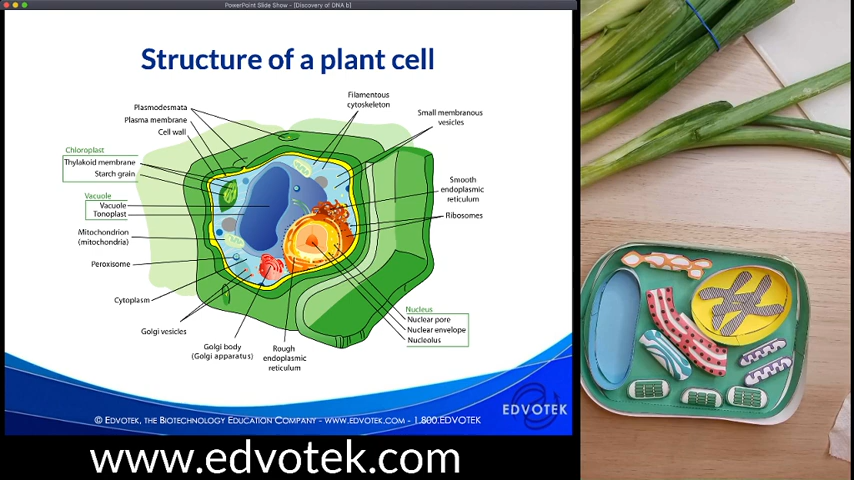 PowerPoint Slide Show - [Discovery of DNA b]
Structure of a plant cell
Filamentous
cytoskeleton
Plasmodesmata
Plasma membrane
Cell wall
Small membranous
vesicles
Chloroplast
Thylakoid membrane
Starch grain
Smooth
endoplasmic
reticulum
Vacuole
Vacuole
Tonoplast
Ribosomes
Mitochondrion
(mitochondria)
Peroxisome
Cytoplasm
Golgi vesicles
Golgi body
(Golgi apparatus)
Rough
endoplasmic
reticulum
Nucleus
Nuclear pore
Nuclear envelope
Nucleolus
© EDVOTEK, THE BIOTECHNOLOGY EDUCATION COMPANY - WWW.EDVOTEK.COM - 1.800.EDVOTEK
EDVOTEK
www.edvotek.com